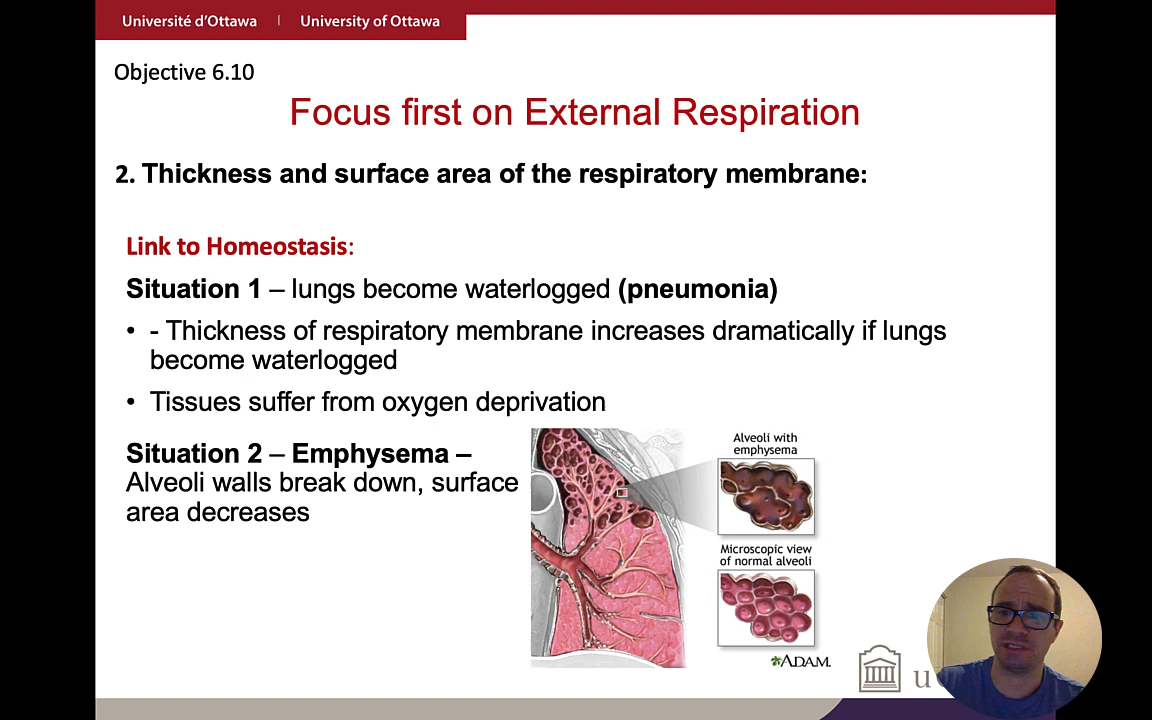 Université d'Ottawa | University of Ottawa
Objective 6.10
Focus first on External Respiration
2. Thickness and surface area of the respiratory membrane:
Link to Homeostasis:
Situation 1 – lungs become waterlogged (pneumonia)
• - Thickness of respiratory membrane increases dramatically if lungs
become waterlogged
• Tissues suffer from oxygen deprivation
Situation 2 – Emphysema –
Alveoli walls break down, surface
area decreases
Alveoli with
emphysema
Microscopic view
of normal alveoli
ADAM.